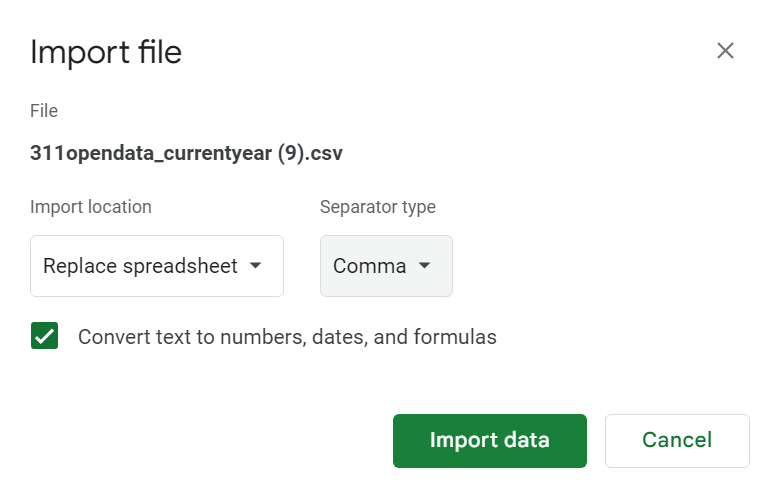 Import file
File
311opendata_currentyear (9).csv
Import location
Separator type
Replace spreadsheet
Comma
Convert text to numbers, dates, and formulas
Import data
Cancel